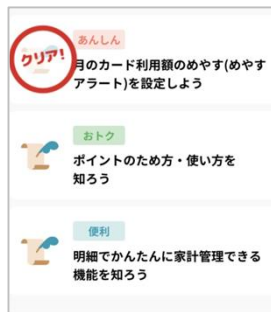 あんしん
クリア!
月のカード利用額のめやす(めやす
アラート)を設定しよう
おトク
ポイントのため方・使い方を
知ろう
便利
明細でかんたんに家計管理できる
機能を知ろう